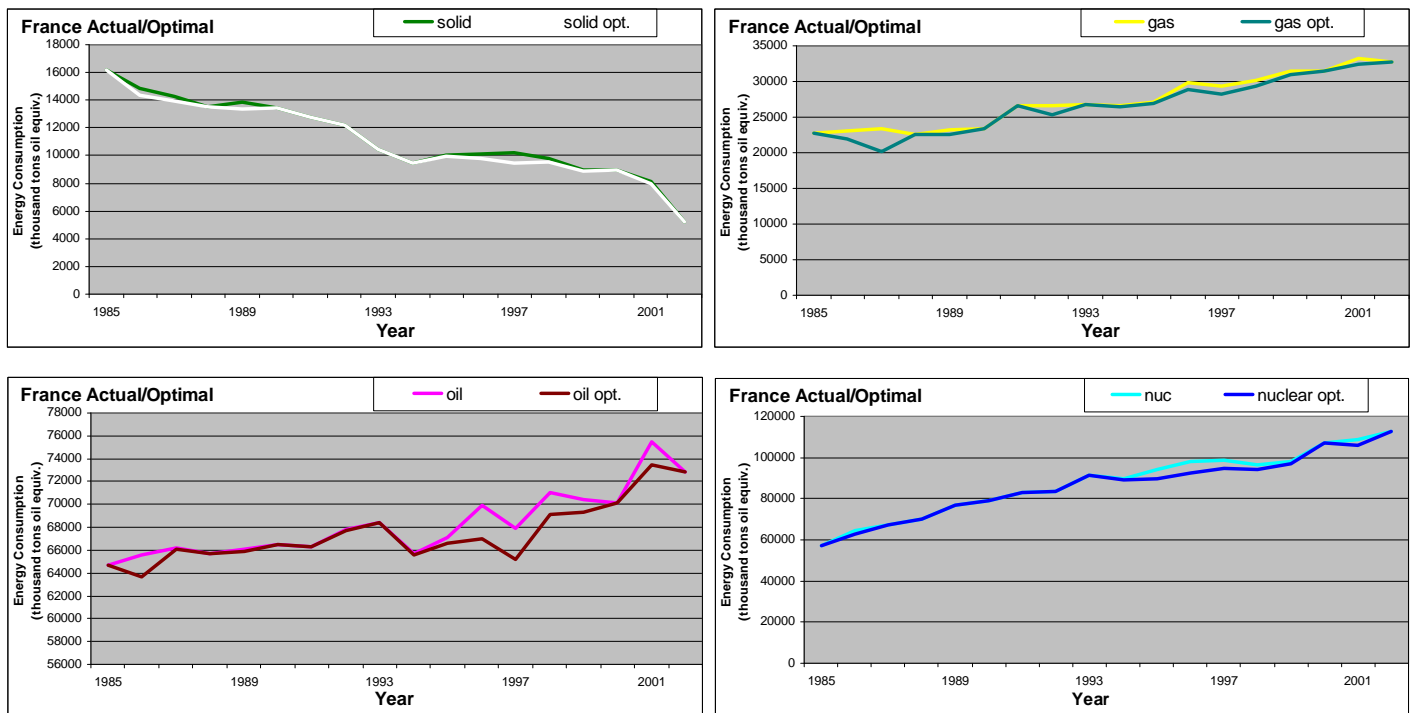 France Actual/Optimal
solid solid opt.
Energy Consumption
(thousand tons oil equiv.)
18000
16000
14000
12000
10000
8000
6000
4000
2000
0
1985 1989 1993 1997 2001
Year
France Actual/Optimal
gas gas opt.
Energy Consumption
(thousand tons oil equiv.)
35000
30000
25000
20000
15000
10000
5000
0
1985 1989 1993 1997 2001
Year
France Actual/Optimal
oil oil opt.
Energy Consumption
(thousand tons oil equiv.)
78000
76000
74000
72000
70000
68000
66000
64000
62000
60000
58000
56000
1985 1989 1993 1997 2001
Year
France Actual/Optimal
nuc nuclear opt.
Energy Consumption
(thousand tons oil equiv.)
120000
100000
80000
60000
40000
20000
0
1985 1989 1993 1997 2001
Year